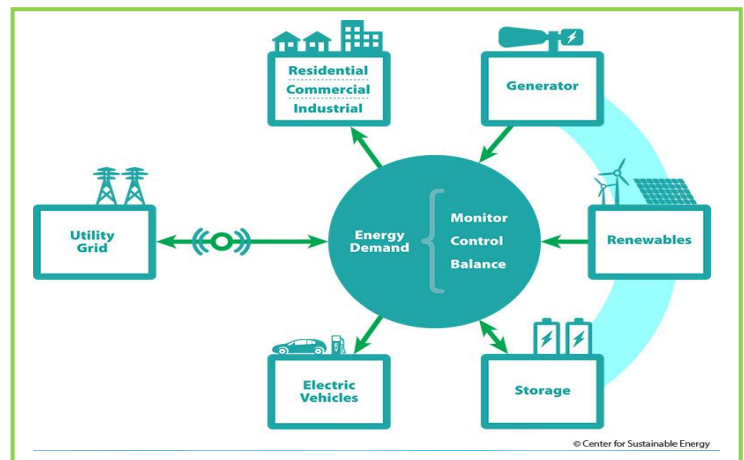 Residential
Commercial
Industrial
Generator
Utility
Grid
Energy
Demand
Monitor
Control
Balance
Renewables
Electric
Vehicles
Storage
© Center for Sustainable Energy